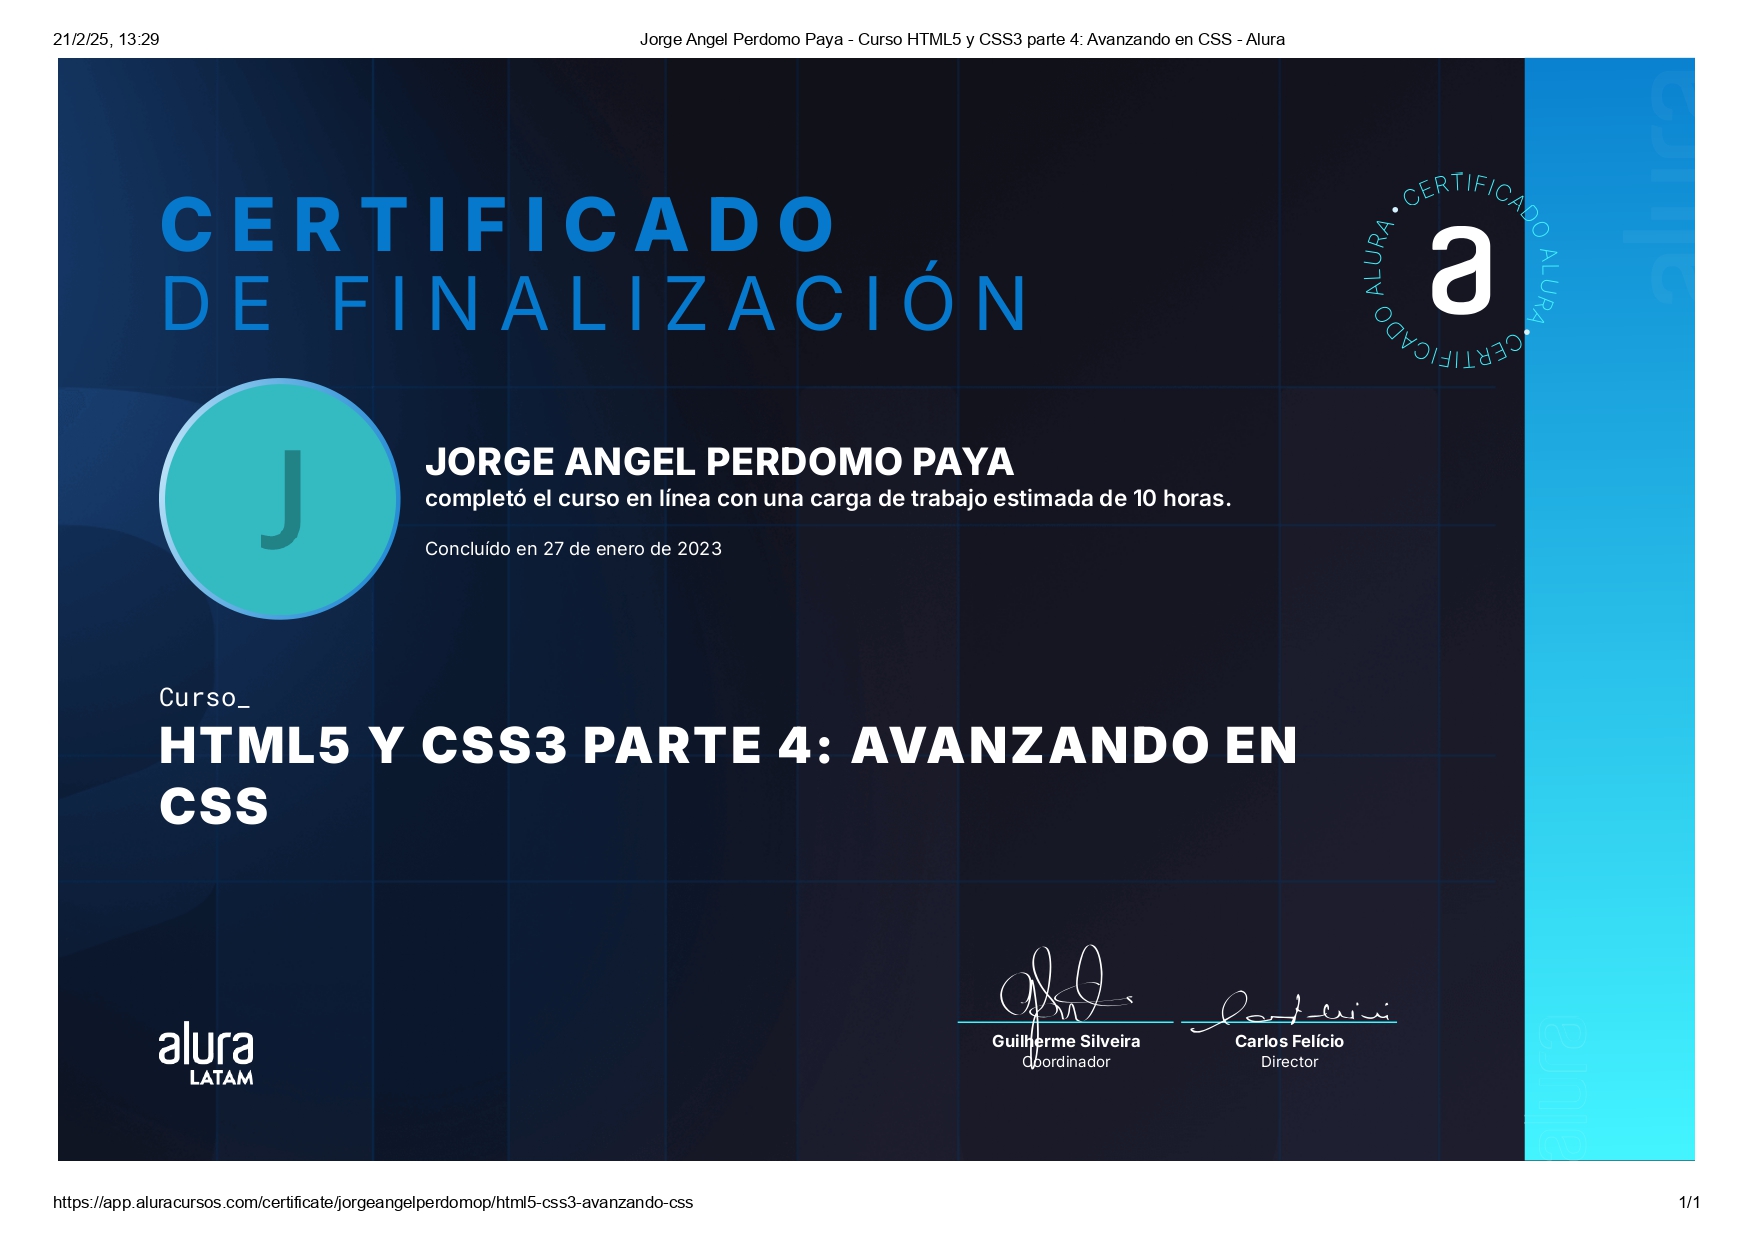 21/2/25, 13:29
Jorge Angel Perdomo Paya - Curso HTML5 y CSS3 parte 4: Avanzando en CSS - Alura
CERTIFICADO
DE FINALIZACIÓN
CERTIFICADO ALURA • CERTIFICADO ALURA •
a
alura
J
JORGE ANGEL PERDOMO PAYA
completó el curso en línea con una carga de trabajo estimada de 10 horas.
Concluído en 27 de enero de 2023
Curso_
HTML5 Y CSS3 PARTE 4: AVANZANDO EN
CSS
alura
LATAM
Guilherme Silveira
Coordinador
Carlos Felício
Director
alura
https://app.aluracursos.com/certificate/jorgeangelperdomop/html5-css3-avanzando-css
1/1